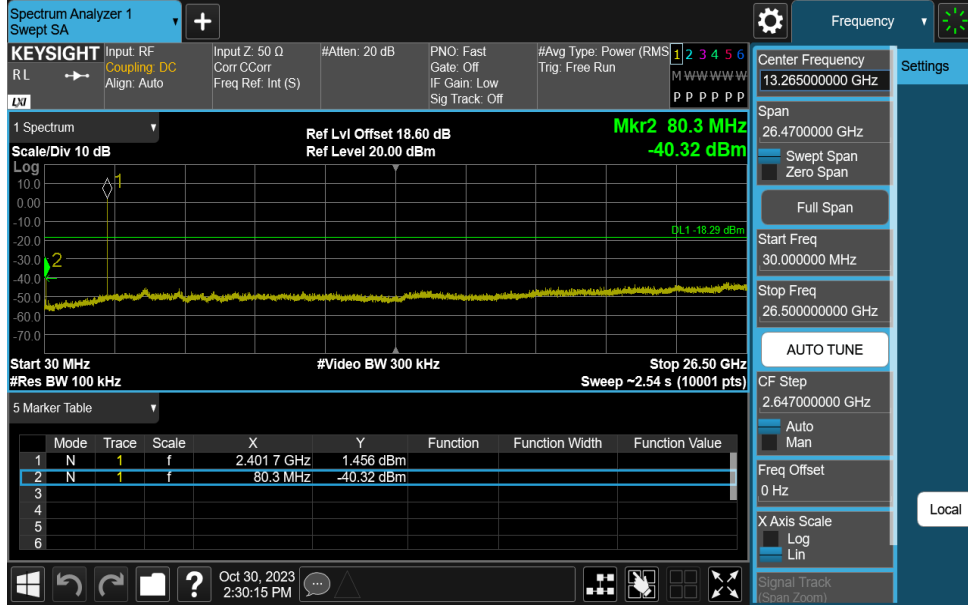 Spectrum Analyzer 1
Swept SA
+
Frequency
KEYSIGHT
RL
LXI
Input: RF
Coupling: DC
Align: Auto
Input Z: 50 Ω
Corr CCorr
Freq Ref: Int (S)
#Atten: 20 dB
PNO: Fast
Gate: Off
IF Gain: Low
Sig Track: Off
#Avg Type: Power (RMS
Trig: Free Run
1 2 3 4 5 6
M W W W W W
P P P P P P
1 Spectrum
Scale/Div 10 dB
Ref Lvl Offset 18.60 dB
Ref Level 20.00 dBm
Mkr2 80.3 MHz
-40.32 dBm
Log
10.0
0.00
-10.0
-20.0
-30.0
-40.0
-50.0
-60.0
-70.0
1
2
DL1 -18.29 dBm
Start 30 MHz
#Video BW 300 kHz
Stop 26.50 GHz
#Res BW 100 kHz
Sweep ~2.54 s (10001 pts)
5 Marker Table
Mode Trace Scale X Y Function Function Width Function Value
1 N 1 f 2.401 7 GHz 1.456 dBm
2 N 1 f 80.3 MHz -40.32 dBm
3
4
5
6
Center Frequency
13.265000000 GHz
Span
26.4700000 GHz
Swept Span
Zero Span
Full Span
Start Freq
30.000000 MHz
Stop Freq
26.500000000 GHz
AUTO TUNE
CF Step
2.647000000 GHz
Auto
Man
Freq Offset
0 Hz
X Axis Scale
Log
Lin
Signal Track
(Span Zoom)
Settings
Local
?
Oct 30, 2023
2:30:15 PM